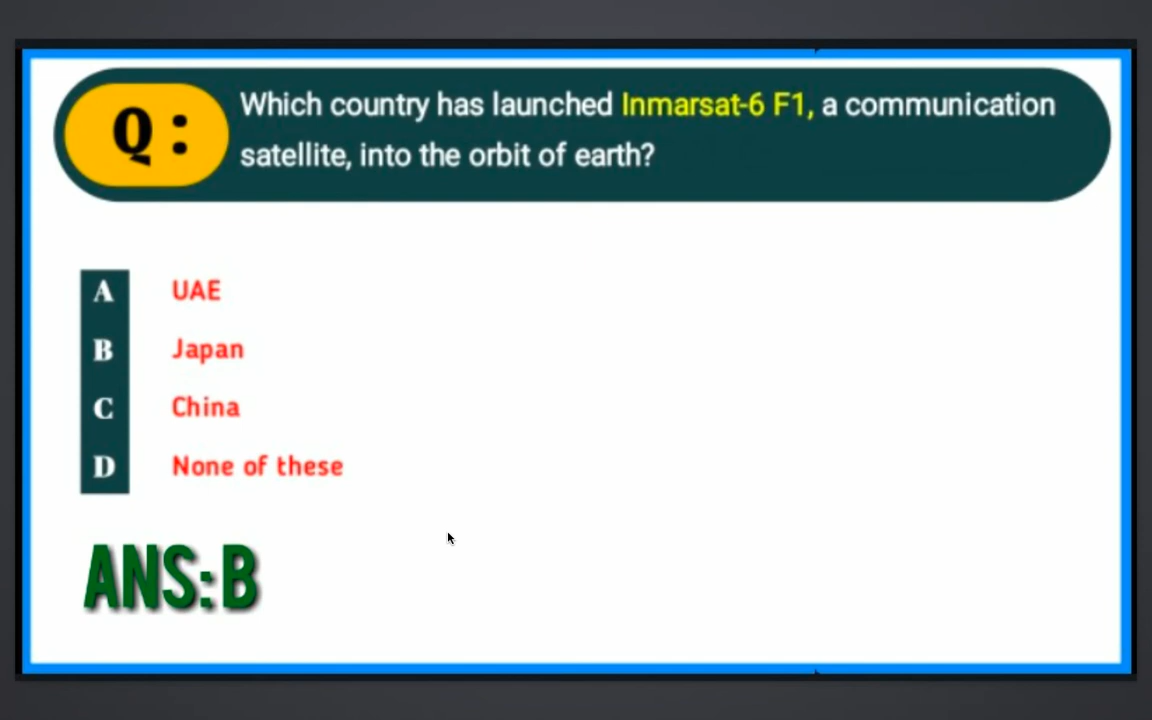 Q :
Which country has launched Inmarsat-6 F1, a communication
satellite, into the orbit of earth?
A UAE
B Japan
C China
D None of these
ANS:B